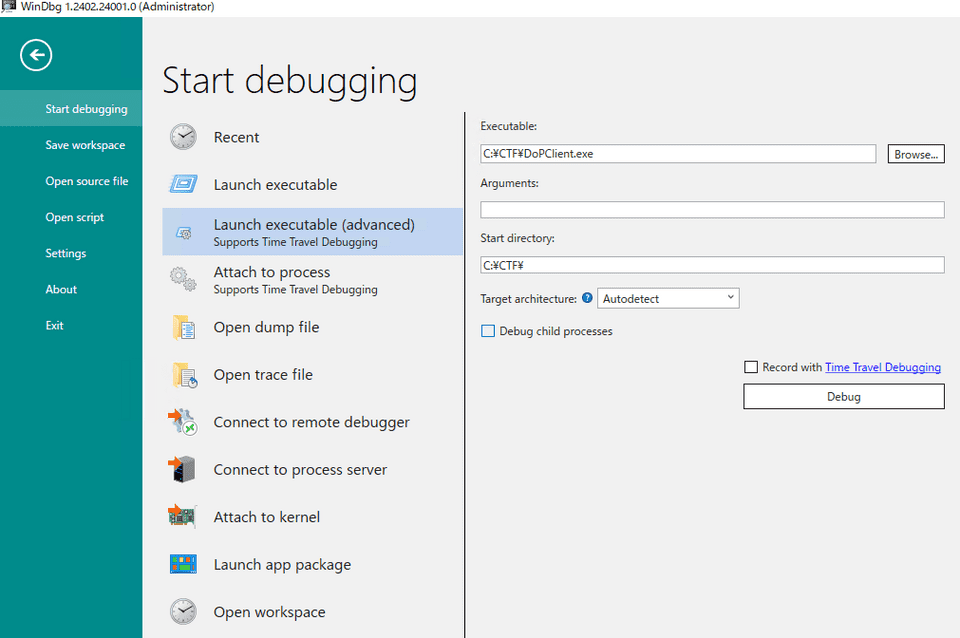 WinDbg 1.2402.24001.0 (Administrator)
Start debugging
Save workspace
Open source file
Open script
Settings
About
Exit
Start debugging
Recent
Launch executable
Launch executable (advanced)
Supports Time Travel Debugging
Attach to process
Supports Time Travel Debugging
Open dump file
Open trace file
Connect to remote debugger
Connect to process server
Attach to kernel
Launch app package
Open workspace
Executable:
C:¥CTF¥DoPClient.exe
Browse...
Arguments:
Start directory:
C:¥CTF¥
Target architecture: ? Autodetect
Debug child processes
Record with Time Travel Debugging
Debug